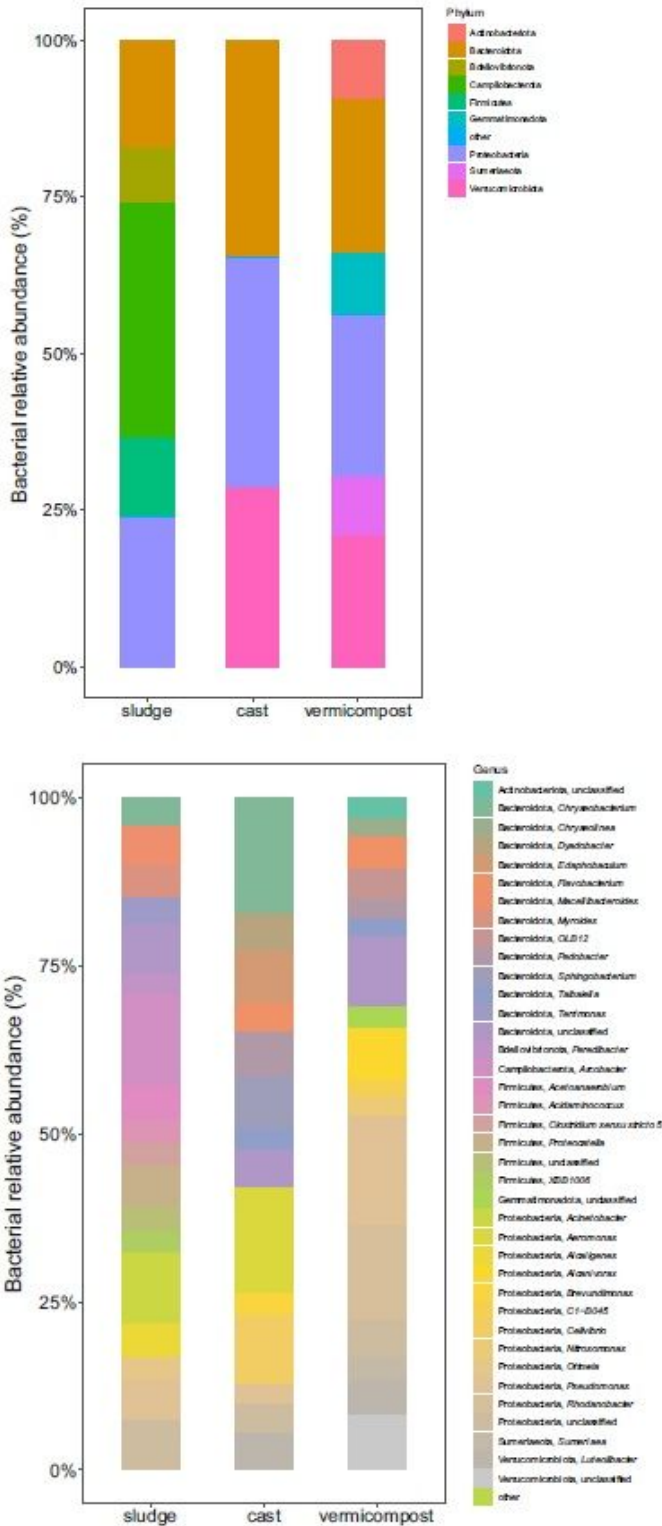 Phylum
100%
75%
50%
25%
0%
Bacterial relative abundance (%)
sludge cast vermicompost
Actinobacteriota
Bacteroidota
Bdellovibrionota
Campilobacterota
Firmicutes
Gemmatimonadota
other
Proteobacteria
Sumerlaeota
Verrucomicrobiota
Genus
100%
75%
50%
25%
0%
Bacterial relative abundance (%)
sludge cast vermicompost
Actinobacteriota, unclassified
Bacteroidota, Chryseobacterium
Bacteroidota, Chryseolinea
Bacteroidota, Dyadobacter
Bacteroidota, Edaphobaculum
Bacteroidota, Flavobacterium
Bacteroidota, Macellibacteroides
Bacteroidota, Myroides
Bacteroidota, OLB12
Bacteroidota, Pedobacter
Bacteroidota, Sphingobacterium
Bacteroidota, Taibaiella
Bacteroidota, Terrimonas
Bacteroidota, unclassified
Bdellovibrionota, Peredibacter
Campilobacterota, Arcobacter
Firmicutes, Acetoanaerobium
Firmicutes, Acidaminococcus
Firmicutes, Clostridium sensu stricto 5
Firmicutes, Proteocatella
Firmicutes, unclassified
Firmicutes, XBB1006
Gemmatimonadota, unclassified
Proteobacteria, Acinetobacter
Proteobacteria, Aeromonas
Proteobacteria, Alcaligenes
Proteobacteria, Alcanivorax
Proteobacteria, Brevundimonas
Proteobacteria, C1-B045
Proteobacteria, Cellvibrio
Proteobacteria, Nitrosomonas
Proteobacteria, Ottowia
Proteobacteria, Pseudomonas
Proteobacteria, Rhodanobacter
Proteobacteria, unclassified
Sumerlaeota, Sumerlaea
Verrucomicrobiota, Luteolibacter
Verrucomicrobiota, unclassified
other